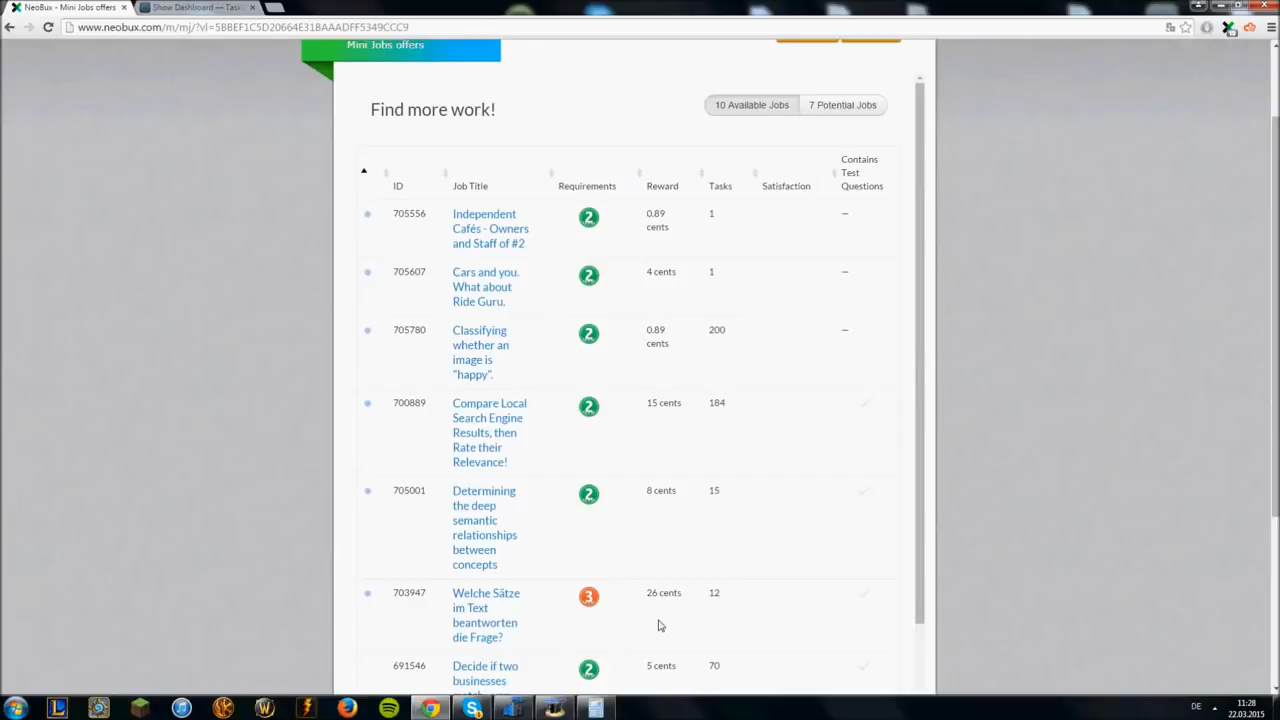 NeoBux - Mini Jobs offers
Show Dashboard — Task
www.neobux.com/m/mj/?vl=5BBEF1C5D20664E31BAAADFF5349CCC9
Mini Jobs offers
Find more work!
10 Available Jobs
7 Potential Jobs
ID
Job Title
Requirements
Reward
Tasks
Satisfaction
Contains
Test
Questions
705556
Independent
Cafés - Owners
and Staff of #2
2
0.89
cents
1
—
705607
Cars and you.
What about
Ride Guru.
2
4 cents
1
—
705780
Classifying
whether an
image is
"happy".
2
0.89
cents
200
—
700889
Compare Local
Search Engine
Results, then
Rate their
Relevance!
2
15 cents
184
705001
Determining
the deep
semantic
relationships
between
concepts
2
8 cents
15
703947
Welche Sätze
im Text
beantworten
die Frage?
3
26 cents
12
691546
Decide if two
businesses
2
5 cents
70
DE
11:28
22.03.2015